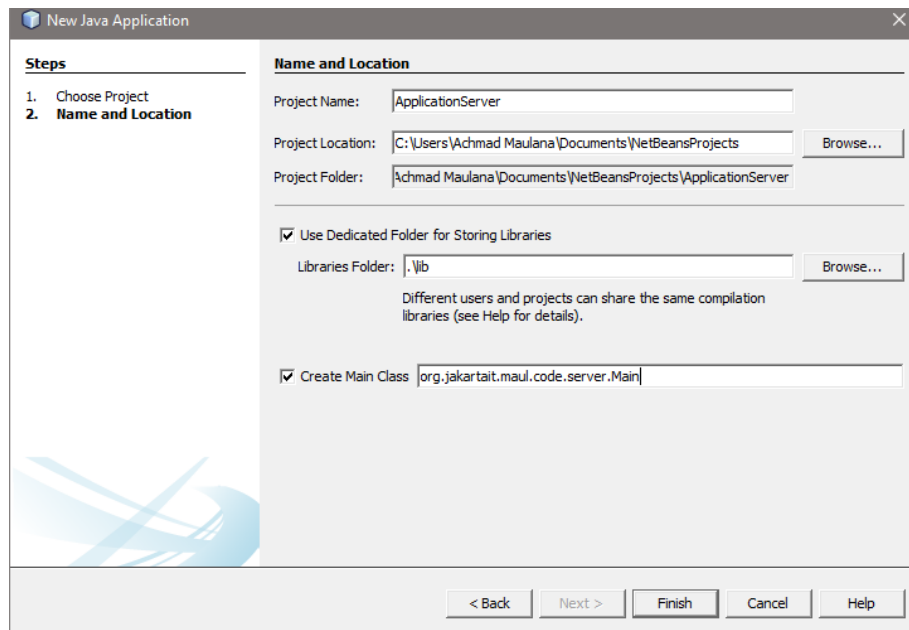 New Java Application
Steps
1. Choose Project
2. Name and Location
Name and Location
Project Name: ApplicationServer
Project Location: C:\Users\Achmad Maulana\Documents\NetBeansProjects Browse...
Project Folder: Achmad Maulana\Documents\NetBeansProjects\ApplicationServer
Use Dedicated Folder for Storing Libraries
Libraries Folder: .\lib Browse...
Different users and projects can share the same compilation
libraries (see Help for details).
Create Main Class org.jakartait.maul.code.server.Main
< Back Next > Finish Cancel Help